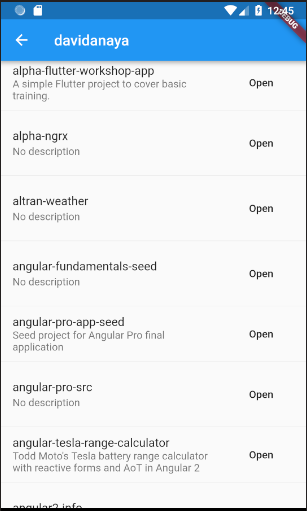 12:45
DEBUG
davidanaya
alpha-flutter-workshop-app
A simple Flutter project to cover basic
training.
Open
alpha-ngrx
No description
Open
altran-weather
No description
Open
angular-fundamentals-seed
No description
Open
angular-pro-app-seed
Seed project for Angular Pro final
application
Open
angular-pro-src
No description
Open
angular-tesla-range-calculator
Todd Moto's Tesla battery range calculator
with reactive forms and AoT in Angular 2
Open
angular2-info